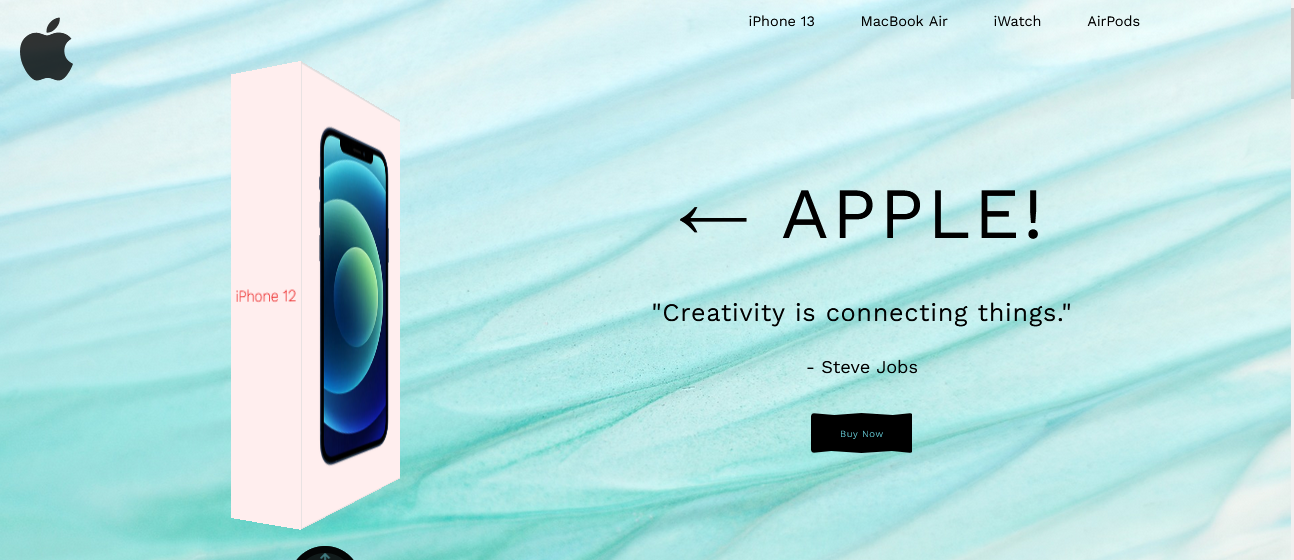 iPhone 13 MacBook Air iWatch AirPods
← APPLE!
iPhone 12
"Creativity is connecting things."
- Steve Jobs
Buy Now